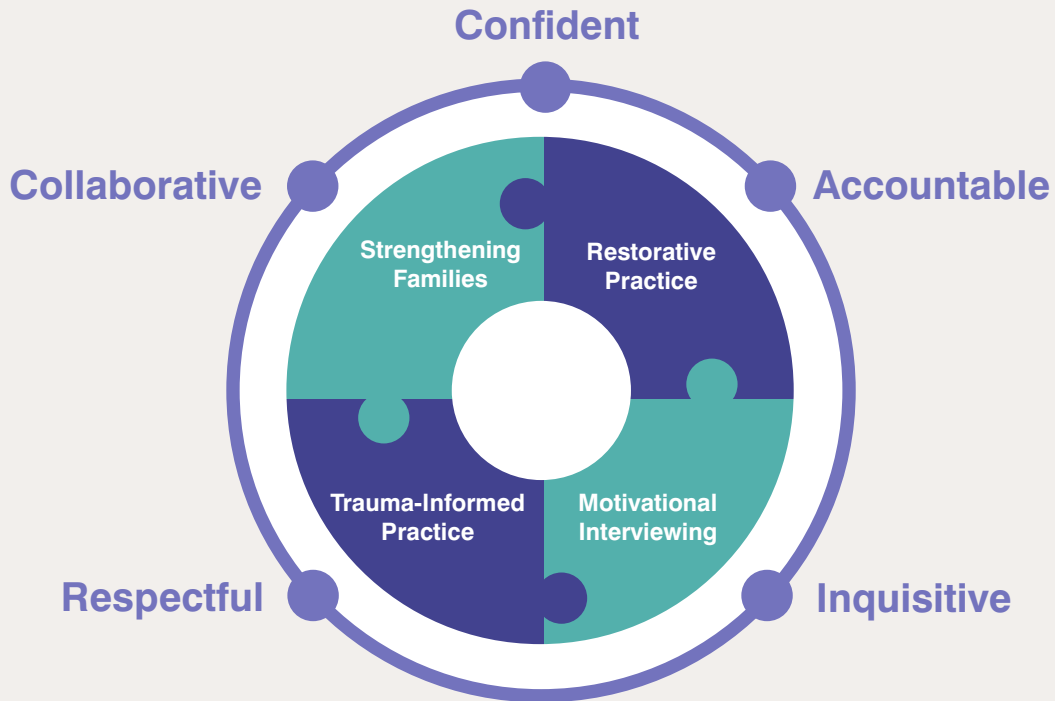 Confident
Collaborative
Accountable
Strengthening
Families
Restorative
Practice
Trauma-Informed
Practice
Motivational
Interviewing
Respectful
Inquisitive